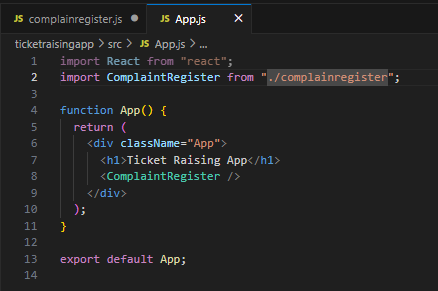 JS complainregister.js ●
JS App.js ×
ticketraisingapp > src > JS App.js > ...
1 import React from "react";
2 import ComplaintRegister from "./complainregister";
3
4 function App() {
5 return (
6 <div className="App">
7 <h1>Ticket Raising App</h1>
8 <ComplaintRegister />
9 </div>
10 );
11 }
12
13 export default App;
14